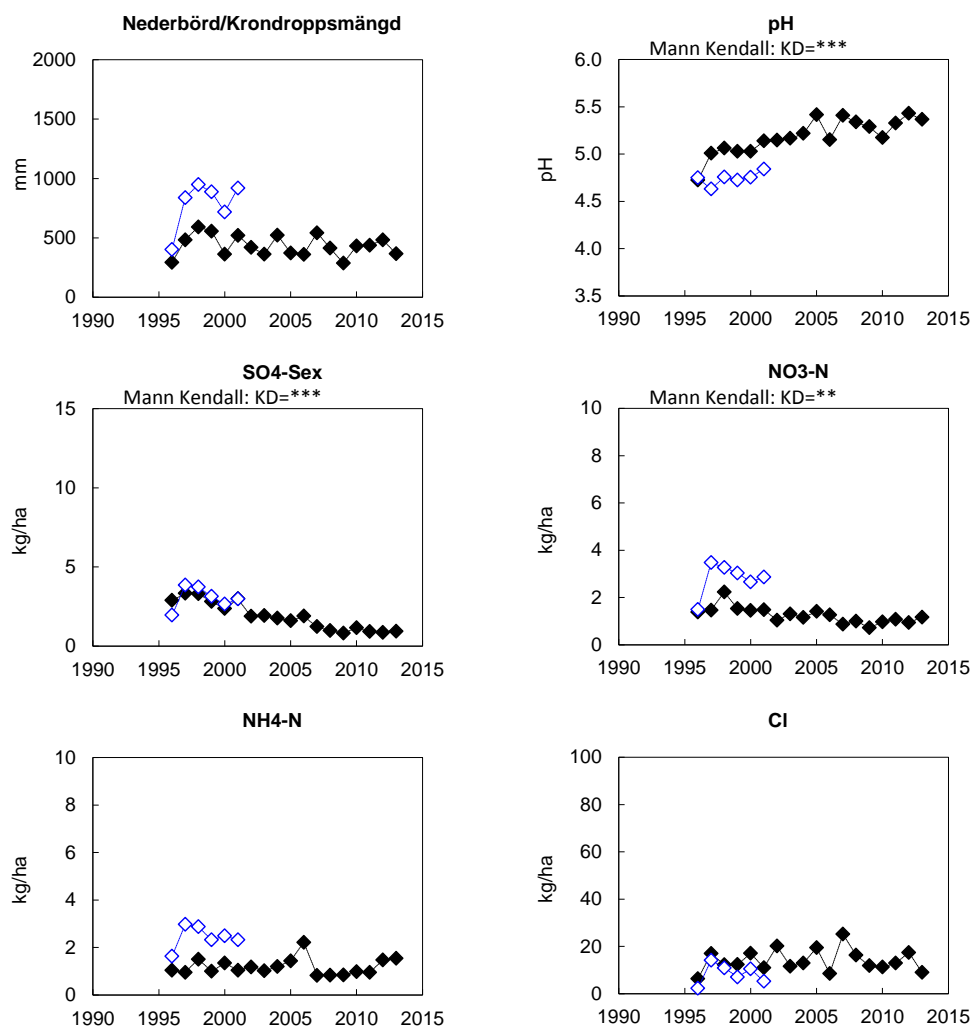 Nederbörd/Krondroppsmängd
2000
1500
1000
500
0
mm
1990 1995 2000 2005 2010 2015
pH
Mann Kendall: KD=***
6.0
5.5
5.0
4.5
4.0
3.5
pH
1990 1995 2000 2005 2010 2015
SO4-Sex
Mann Kendall: KD=***
15
10
5
0
kg/ha
1990 1995 2000 2005 2010 2015
NO3-N
Mann Kendall: KD=**
10
8
6
4
2
0
kg/ha
1990 1995 2000 2005 2010 2015
NH4-N
10
8
6
4
2
0
kg/ha
1990 1995 2000 2005 2010 2015
Cl
100
80
60
40
20
0
kg/ha
1990 1995 2000 2005 2010 2015